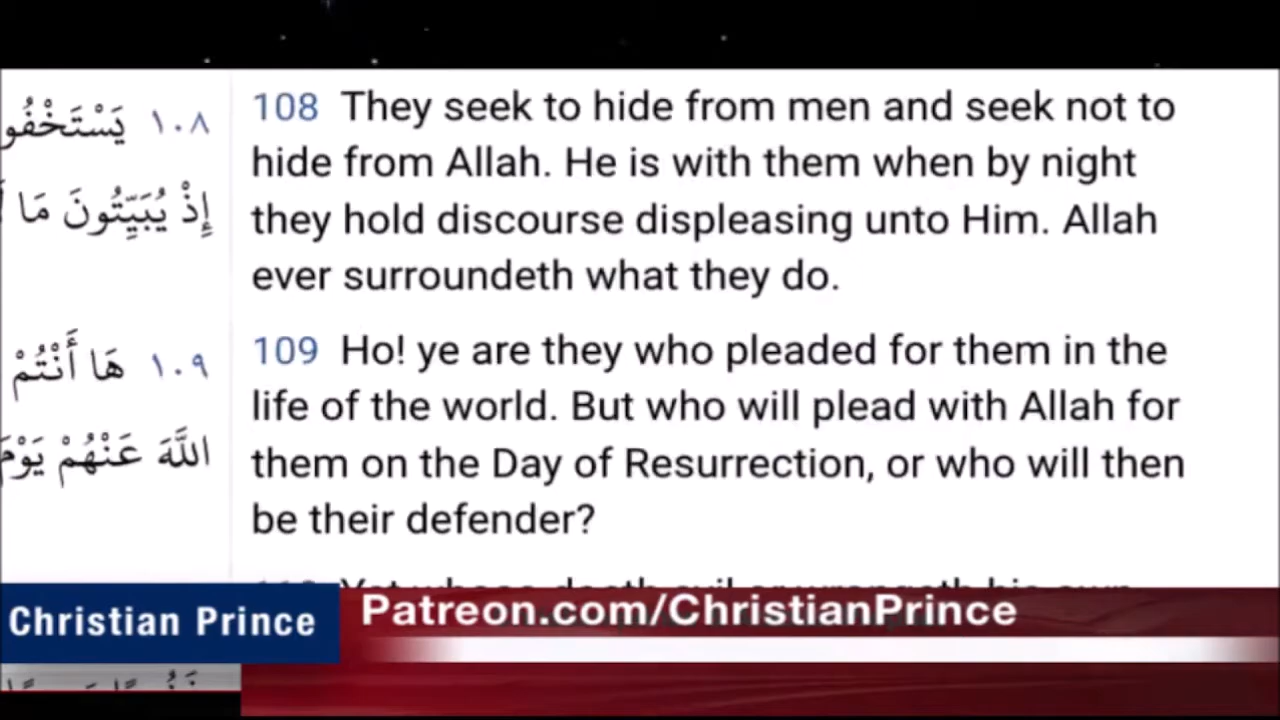 ١٠٨ يَسْتَخْفُو
إِذْ يُبَيِّتُونَ مَا
108 They seek to hide from men and seek not to
hide from Allah. He is with them when by night
they hold discourse displeasing unto Him. Allah
ever surroundeth what they do.
١٠٩ هَا أَنْتُمْ
اللَّهَ عَنْهُمْ يَوْمَ
109 Ho! ye are they who pleaded for them in the
life of the world. But who will plead with Allah for
them on the Day of Resurrection, or who will then
be their defender?
Christian Prince
Patreon.com/ChristianPrince